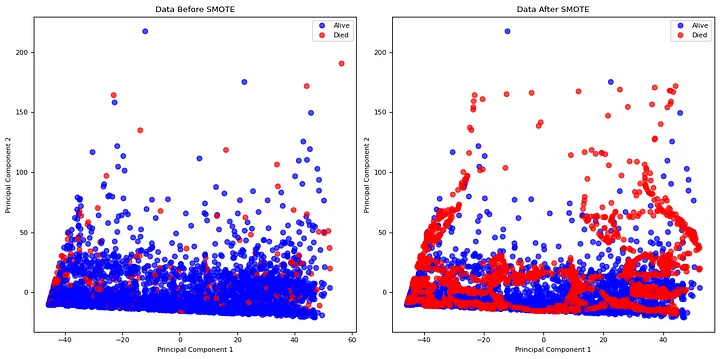 Data Before SMOTE
Alive
Died
200
150
100
50
0
Principal Component 2
−40
−20
0
20
40
60
Principal Component 1
Data After SMOTE
Alive
Died
200
150
100
50
0
Principal Component 2
−40
−20
0
20
40
Principal Component 1